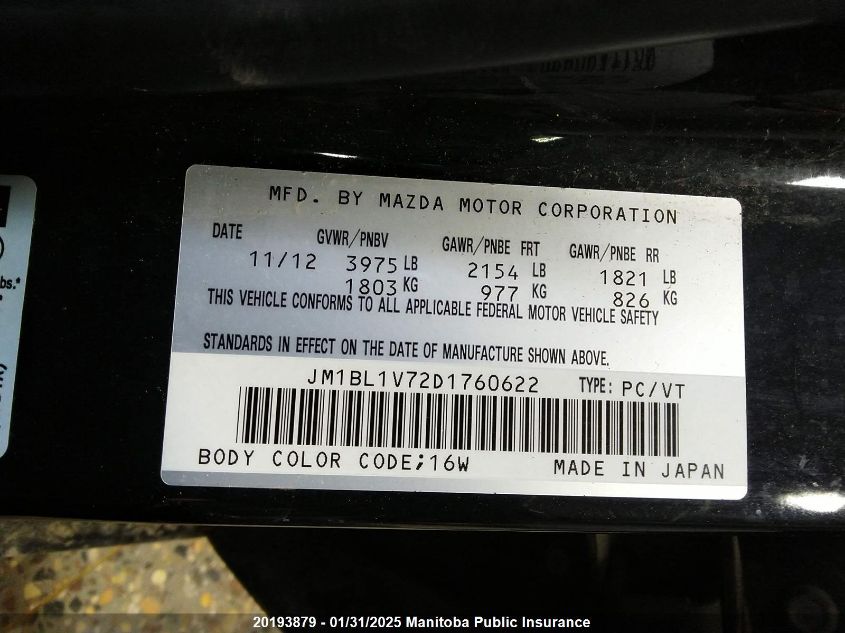 MFD. BY MAZDA MOTOR CORPORATION
DATE GVWR/PNBV GAWR/PNBE FRT GAWR/PNBE RR
11/12 3975 LB 2154 LB 1821 LB
1803 KG 977 KG 826 KG
THIS VEHICLE CONFORMS TO ALL APPLICABLE FEDERAL MOTOR VEHICLE SAFETY
STANDARDS IN EFFECT ON THE DATE OF MANUFACTURE SHOWN ABOVE.
JM1BL1V72D1760622 TYPE: PC/VT
BODY COLOR CODE;16W MADE IN JAPAN
bs.*
20193879 - 01/31/2025 Manitoba Public Insurance